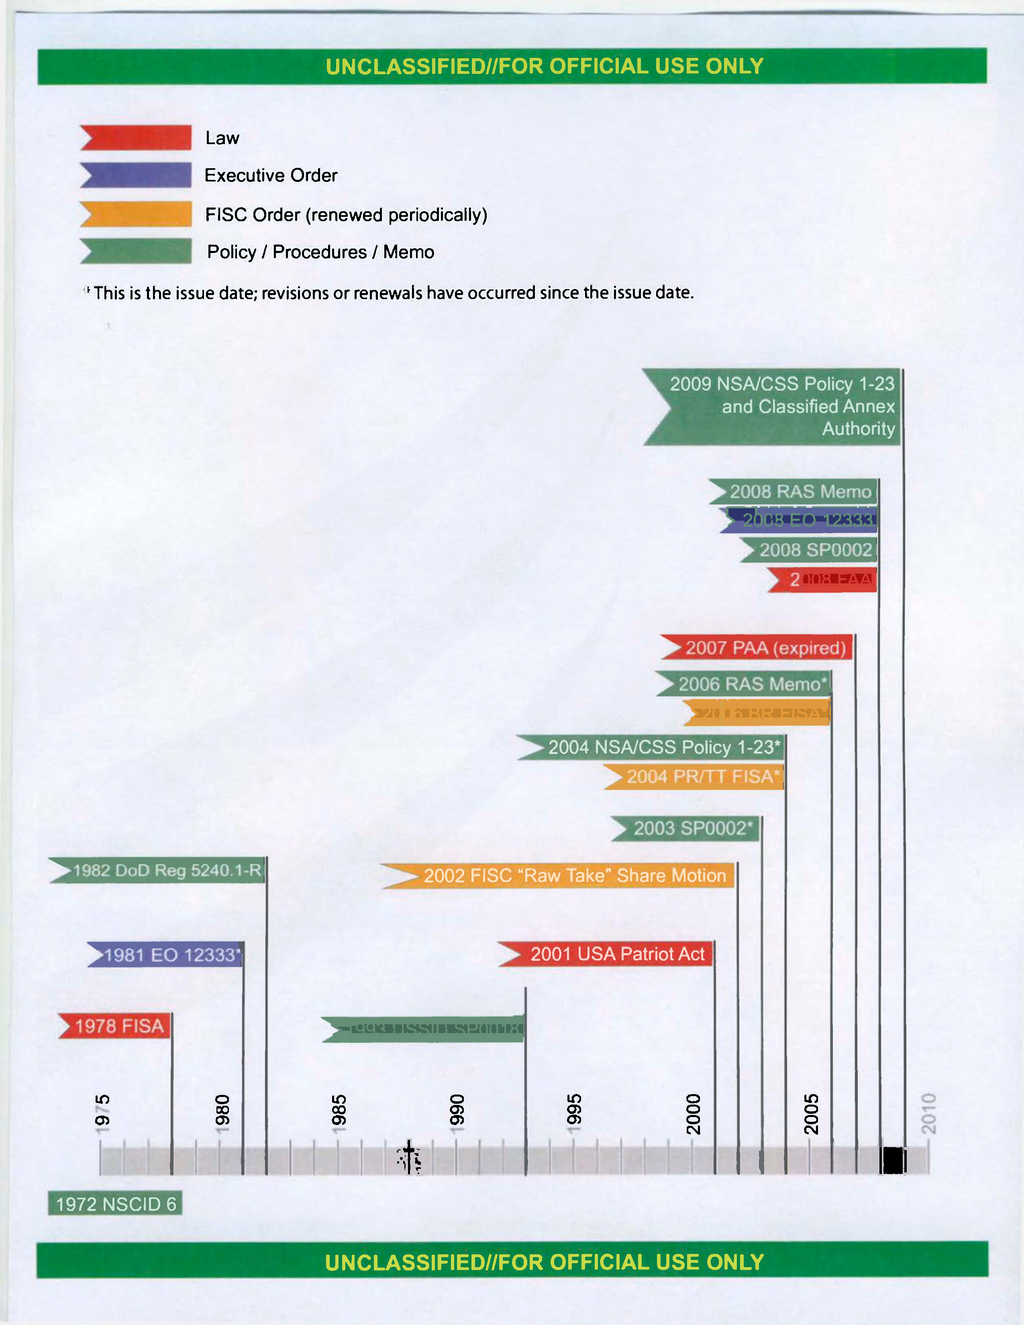 UNCLASSIFIED//FOR OFFICIAL USE ONLY
Law
Executive Order
FISC Order (renewed periodically)
Policy / Procedures / Memo
* This is the issue date; revisions or renewals have occurred since the issue date.
2009 NSA/CSS Policy 1-23
and Classified Annex
Authority
2008 RAS Memo
2008 EO 12333
2008 SP0002
2008 FAA
2007 PAA (expired)
2006 RAS Memo*
2006 BR FISA*
2004 NSA/CSS Policy 1-23*
2004 PR/TT FISA*
2003 SP0002*
1982 DoD Reg 5240.1-R
2002 FISC "Raw Take" Share Motion
1981 EO 12333*
2001 USA Patriot Act
1978 FISA
1993 USSID SP0018
1975
1980
1985
1990
1995
2000
2005
2010
1972 NSCID 6
UNCLASSIFIED//FOR OFFICIAL USE ONLY